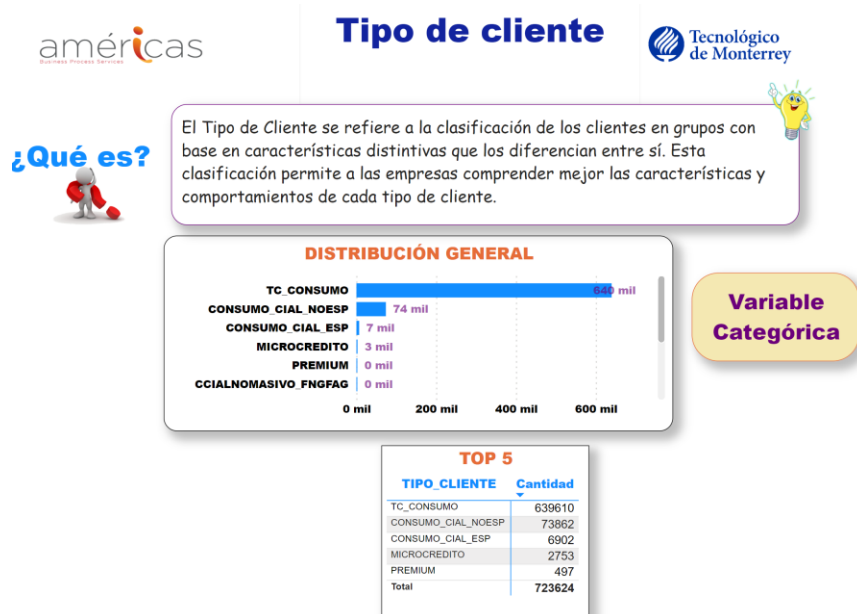 américas
Business Process Services
Tipo de cliente
Tecnológico
de Monterrey
¿Qué es?
El Tipo de Cliente se refiere a la clasificación de los clientes en grupos con
base en características distintivas que los diferencian entre sí. Esta
clasificación permite a las empresas comprender mejor las características y
comportamientos de cada tipo de cliente.
DISTRIBUCIÓN GENERAL
TC_CONSUMO 640 mil
CONSUMO_CIAL_NOESP 74 mil
CONSUMO_CIAL_ESP 7 mil
MICROCREDITO 3 mil
PREMIUM 0 mil
CCIALNOMASIVO_FNGFAG 0 mil
0 mil 200 mil 400 mil 600 mil
Variable
Categórica
TOP 5
TIPO_CLIENTE Cantidad
TC_CONSUMO 639610
CONSUMO_CIAL_NOESP 73862
CONSUMO_CIAL_ESP 6902
MICROCREDITO 2753
PREMIUM 497
Total 723624